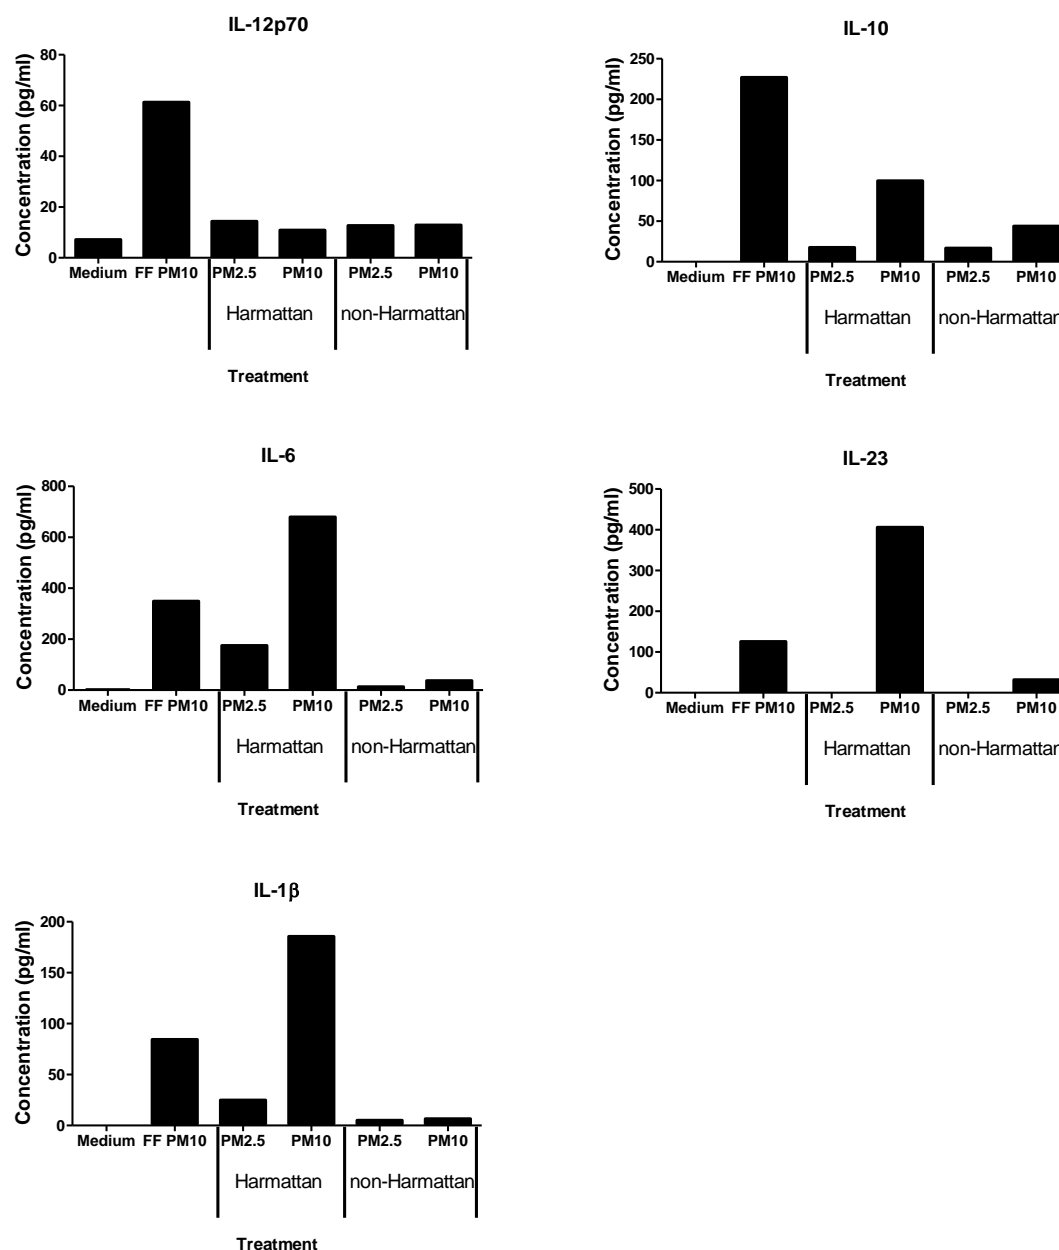 IL-12p70
Concentration (pg/ml)
80
60
40
20
0
Medium FF PM10 PM2.5 PM10 PM2.5 PM10
Harmattan non-Harmattan
Treatment
IL-10
Concentration (pg/ml)
250
200
150
100
50
0
Medium FF PM10 PM2.5 PM10 PM2.5 PM10
Harmattan non-Harmattan
Treatment
IL-6
Concentration (pg/ml)
800
600
400
200
0
Medium FF PM10 PM2.5 PM10 PM2.5 PM10
Harmattan non-Harmattan
Treatment
IL-23
Concentration (pg/ml)
500
400
300
200
100
0
Medium FF PM10 PM2.5 PM10 PM2.5 PM10
Harmattan non-Harmattan
Treatment
IL-1β
Concentration (pg/ml)
200
150
100
50
0
Medium FF PM10 PM2.5 PM10 PM2.5 PM10
Harmattan non-Harmattan
Treatment